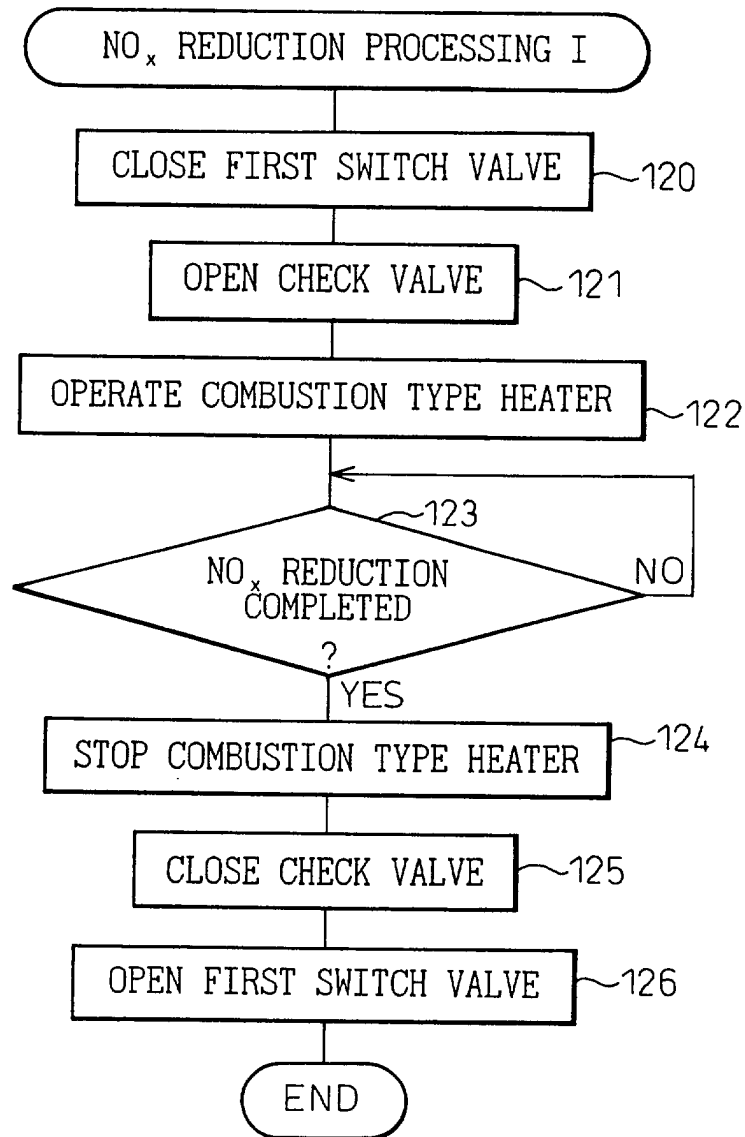 NOx REDUCTION PROCESSING I
CLOSE FIRST SWITCH VALVE
120
OPEN CHECK VALVE
121
OPERATE COMBUSTION TYPE HEATER
122
123
NOx REDUCTION
COMPLETED
?
NO
YES
STOP COMBUSTION TYPE HEATER
124
CLOSE CHECK VALVE
125
OPEN FIRST SWITCH VALVE
126
END